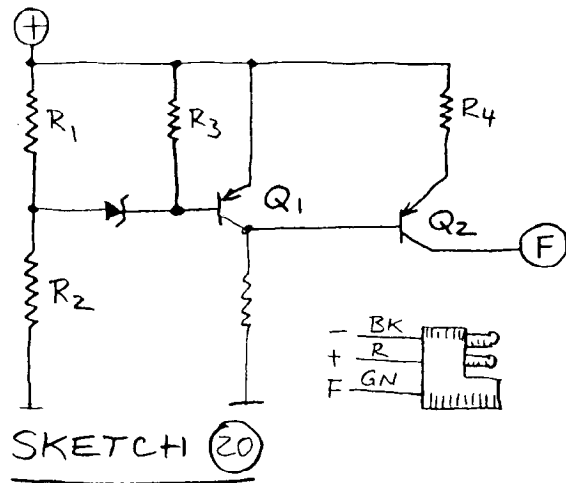 +
R1
R3
R4
Q1
Q2
F
R2
- BK
+ R
F GN
SKETCH 20